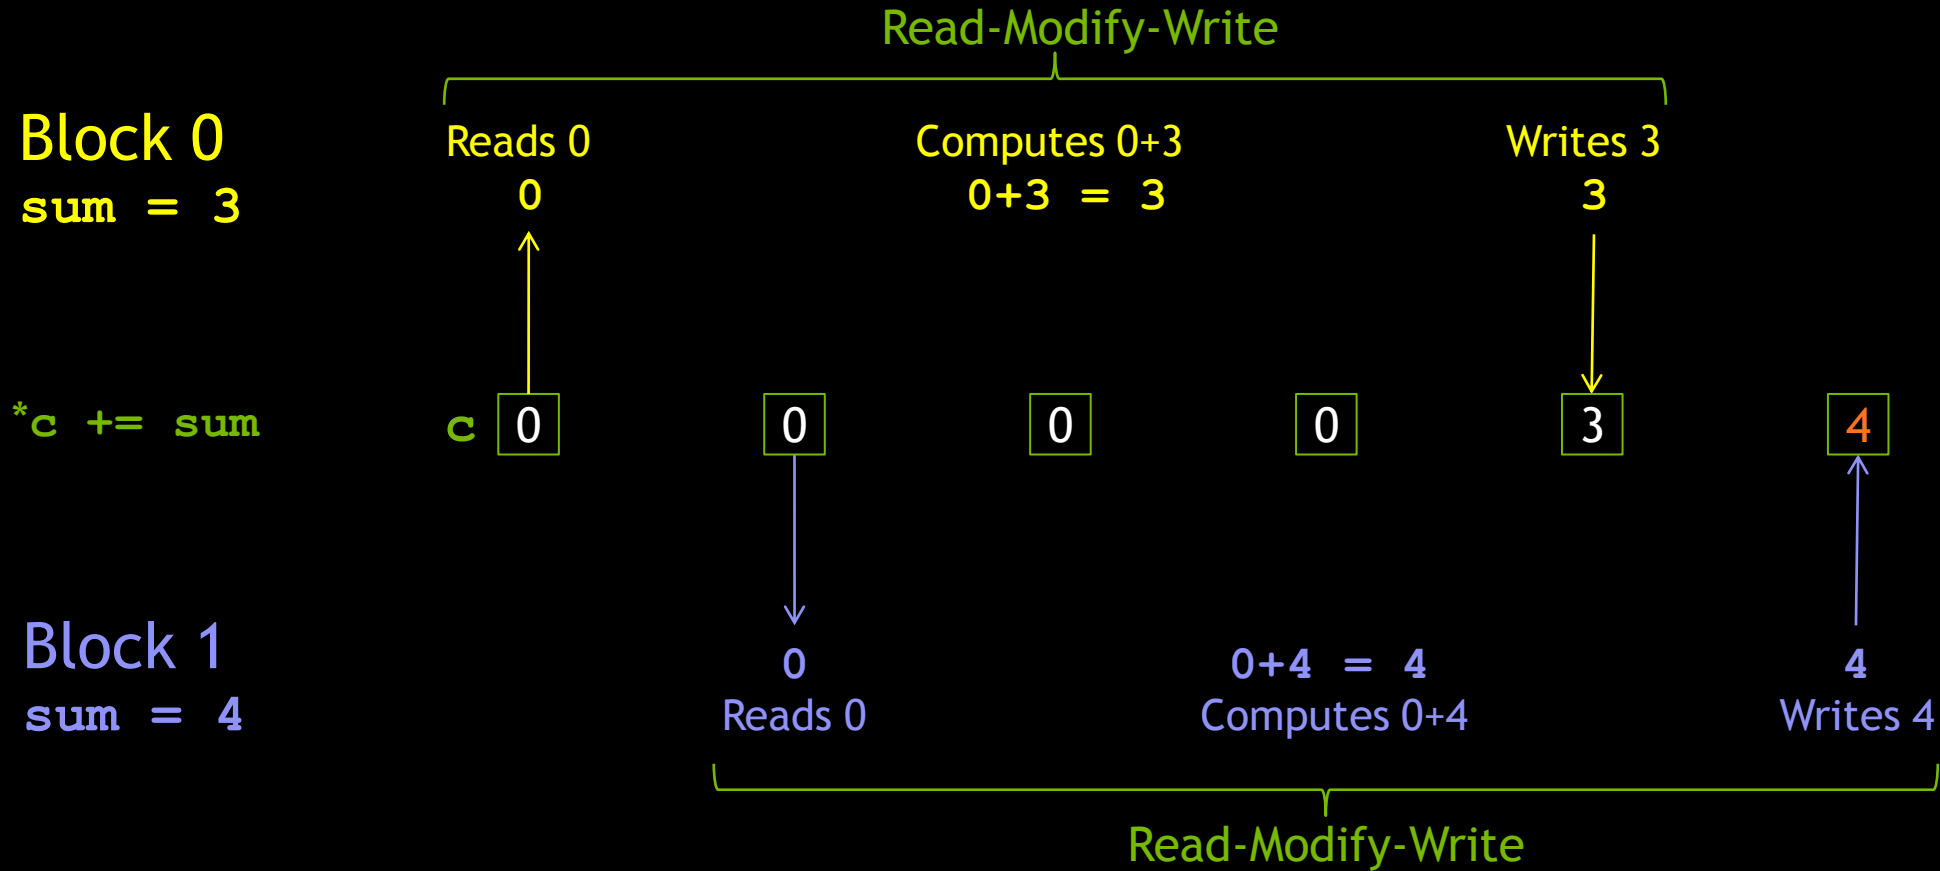 Read-Modify-Write
Block 0
sum = 3
Reads 0
0
Computes 0+3
0+3 = 3
Writes 3
3
*c += sum
c 0 0 0 0 3 4
Block 1
sum = 4
0
Reads 0
0+4 = 4
Computes 0+4
4
Writes 4
Read-Modify-Write